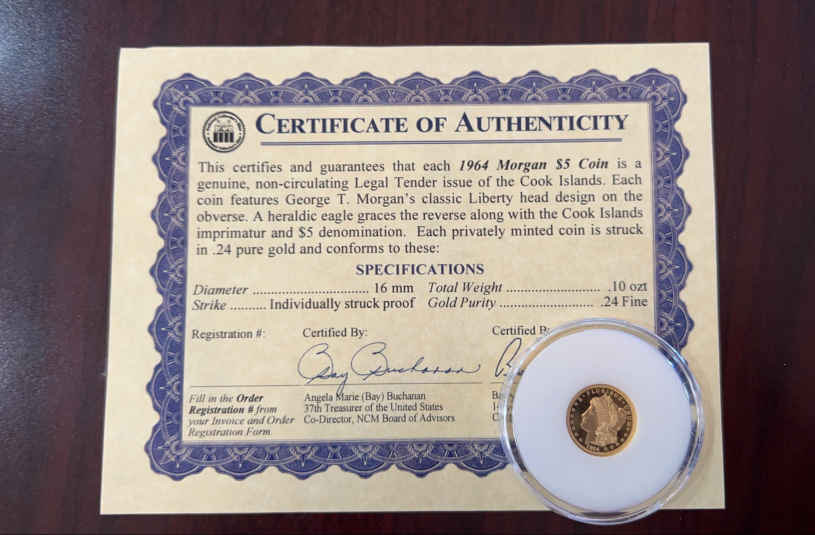 CERTIFICATE OF AUTHENTICITY
This certifies and guarantees that each 1964 Morgan $5 Coin is a
genuine, non-circulating Legal Tender issue of the Cook Islands. Each
coin features George T. Morgan's classic Liberty head design on the
obverse. A heraldic eagle graces the reverse along with the Cook Islands
imprimatur and $5 denomination. Each privately minted coin is struck
in .24 pure gold and conforms to these:
SPECIFICATIONS
Diameter .............................. 16 mm Total Weight ......................... .10 ozt
Strike .......... Individually struck proof Gold Purity ......................... .24 Fine
Registration #: Certified By: Certified
Bay Buchanan
Fill in the Order
Registration # from
your Invoice and Order
Registration Form
Angela Marie (Bay) Buchanan
37th Treasurer of the United States
Co-Director, NCM Board of Advisors